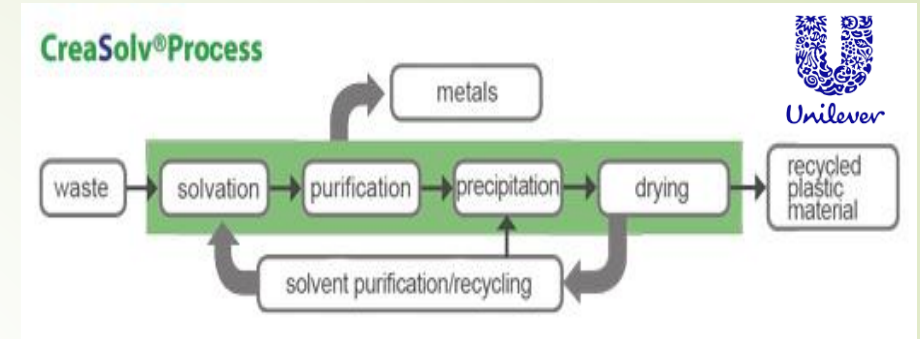 CreaSolv®Process
Unilever
metals
waste
solvation
purification
precipitation
drying
recycled
plastic
material
solvent purification/recycling